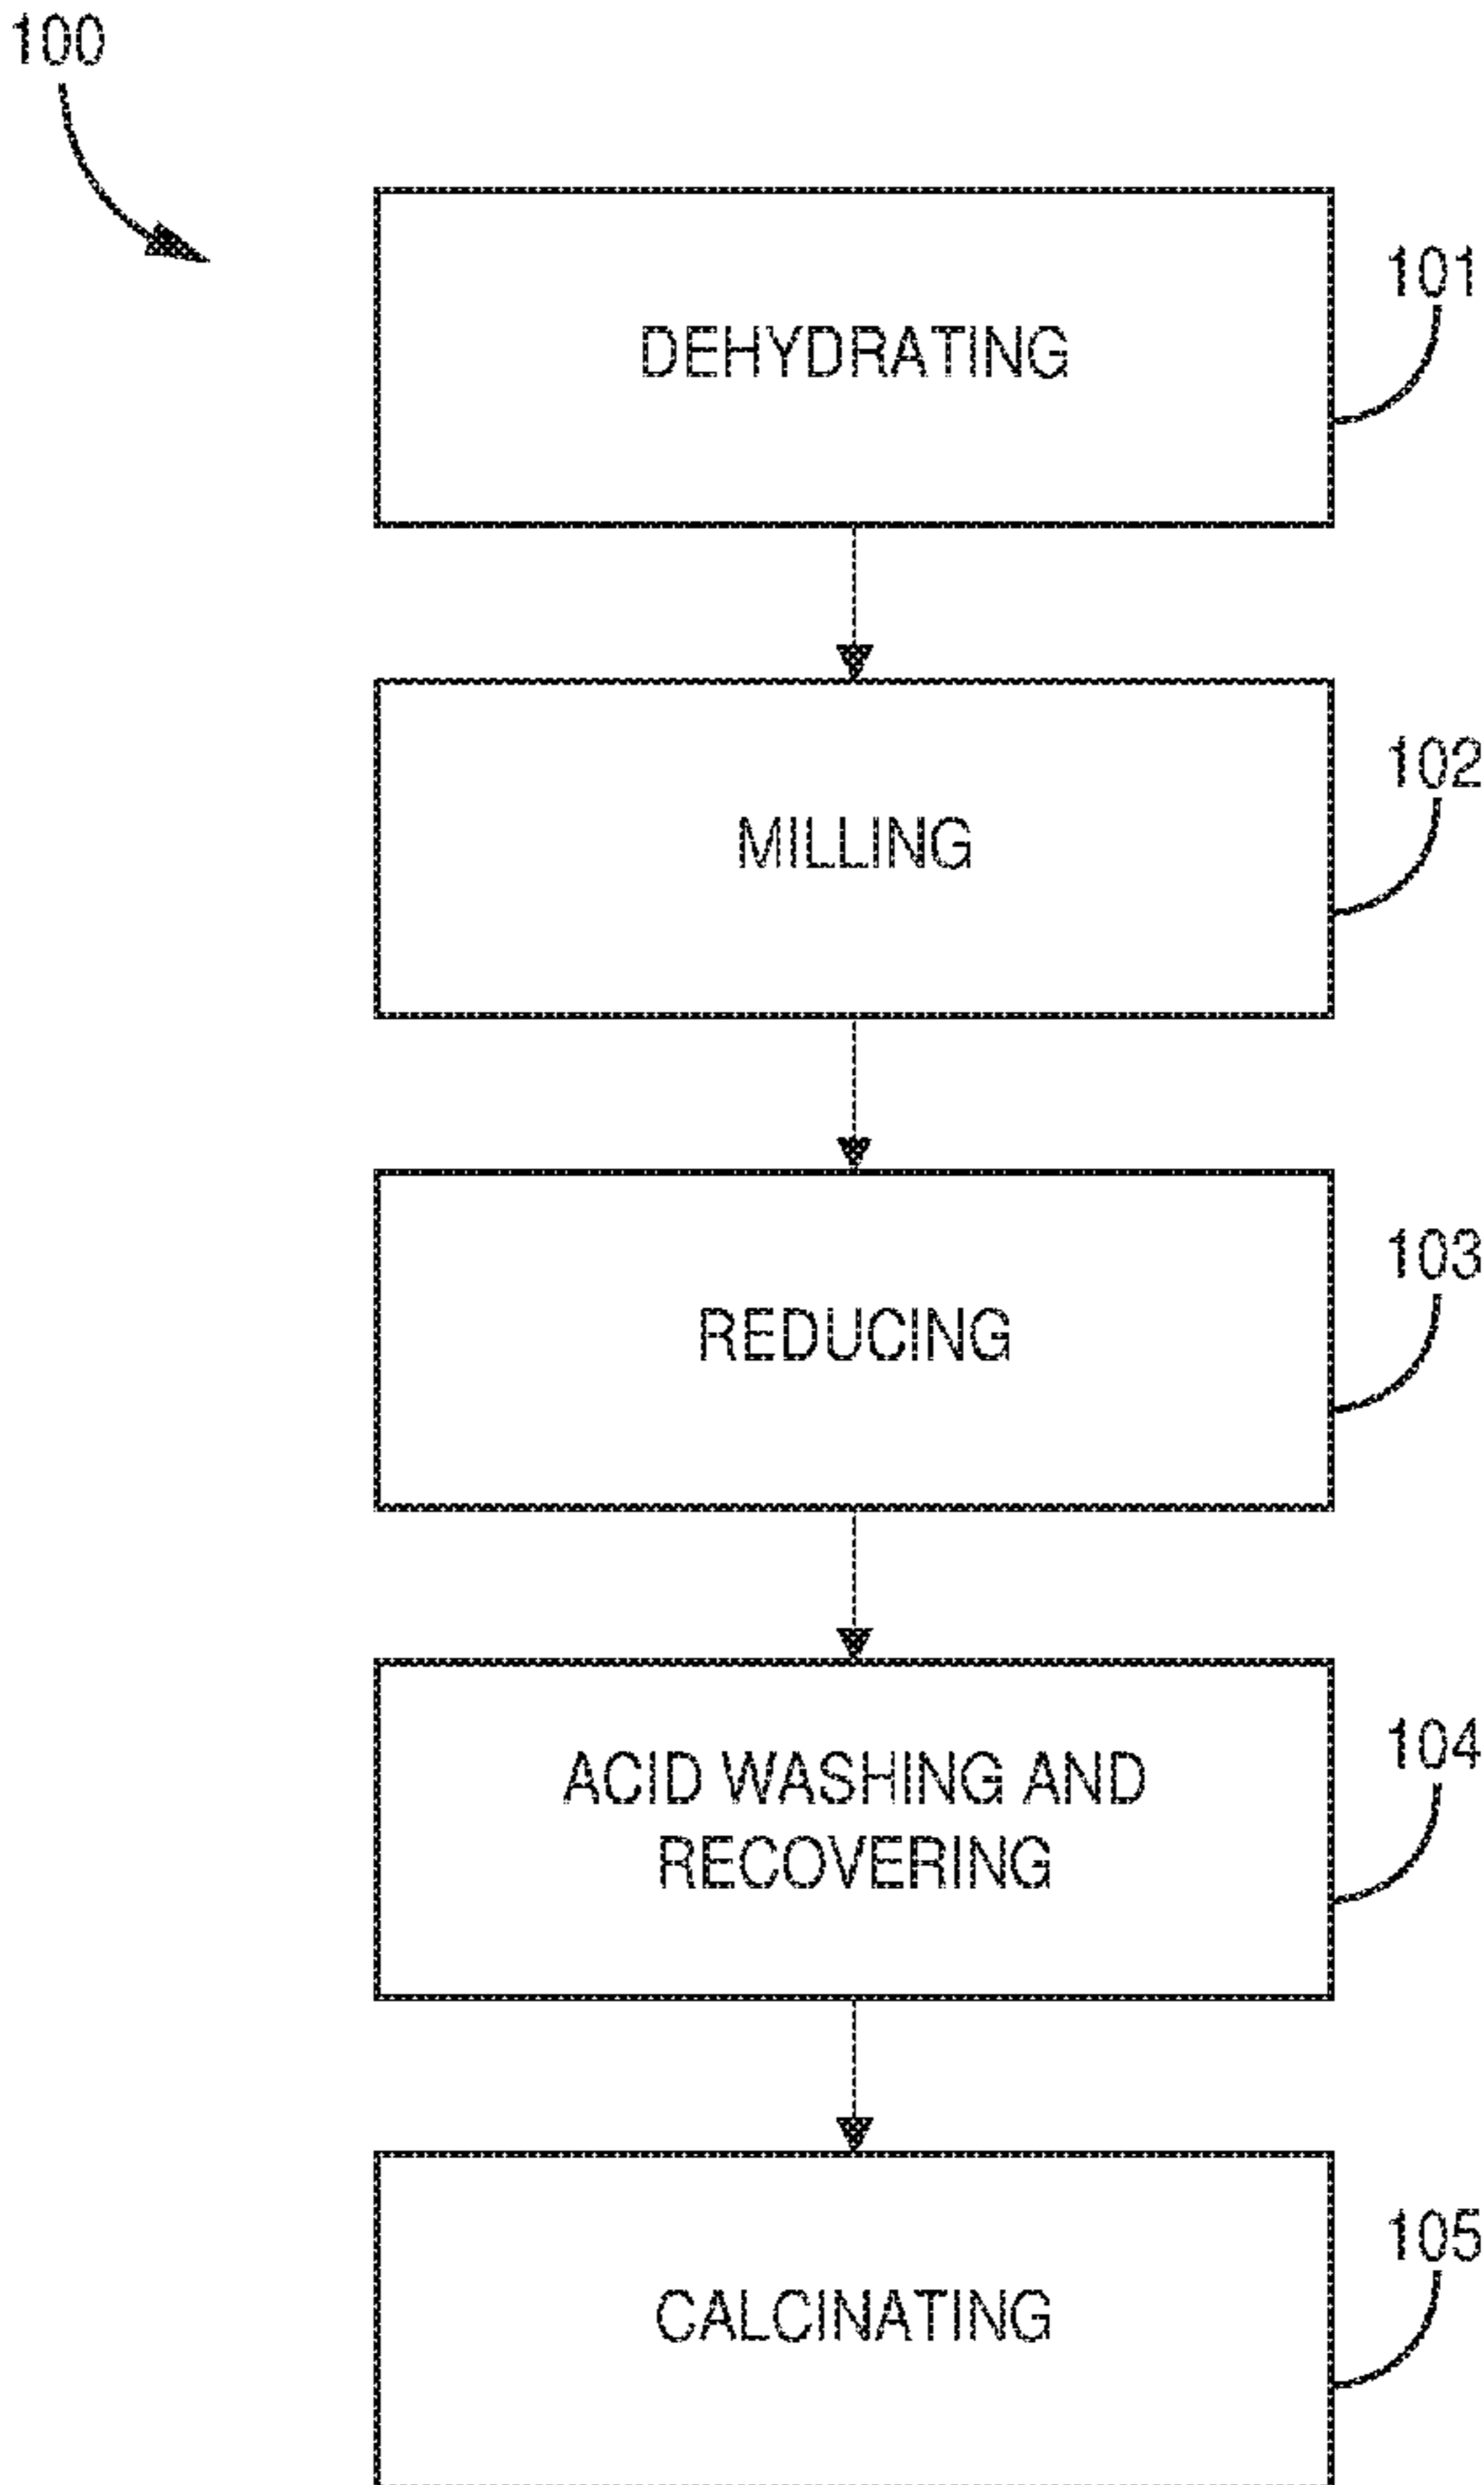 100
101
DEHYDRATING
102
MILLING
103
REDUCING
104
ACID WASHING AND
RECOVERING
105
CALCINATING